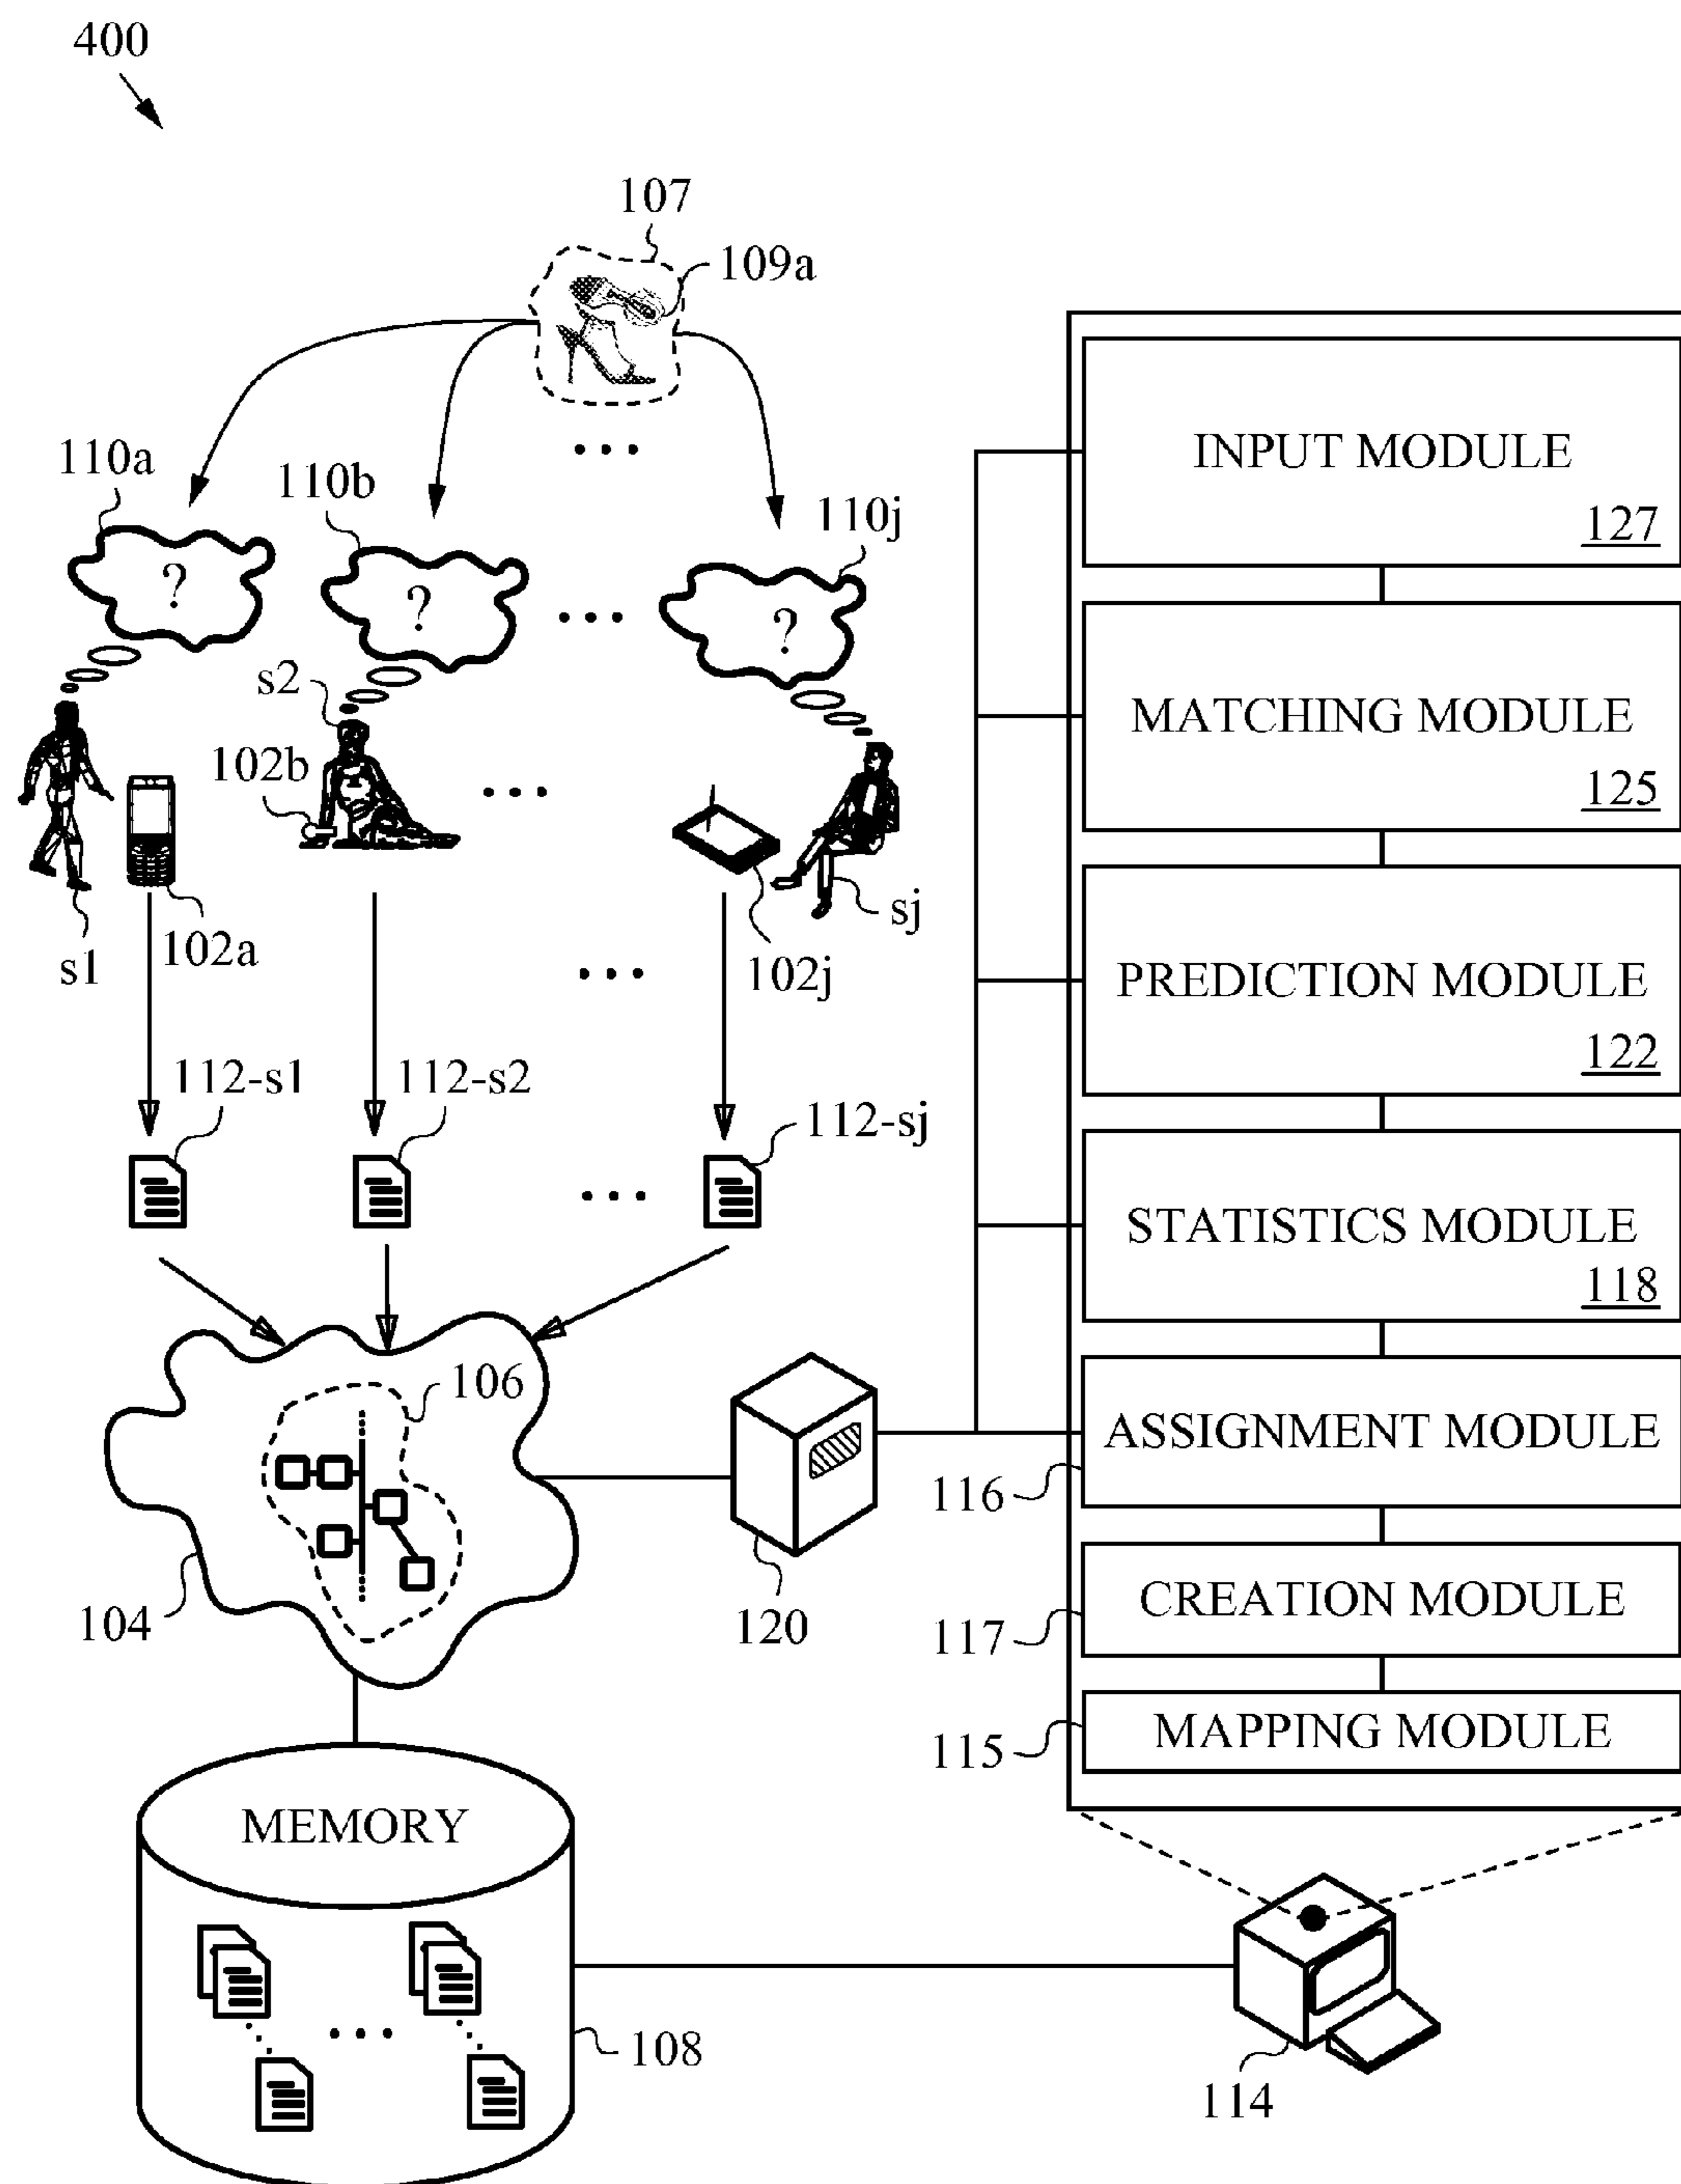 400
107
109a
110a
110b
110j
?
?
?
s2
102b
s1
102a
102j
sj
112-s1
112-s2
112-sj
106
104
120
MEMORY
108
INPUT MODULE
127
MATCHING MODULE
125
PREDICTION MODULE
122
STATISTICS MODULE
118
ASSIGNMENT MODULE
116
CREATION MODULE
117
MAPPING MODULE
115
114